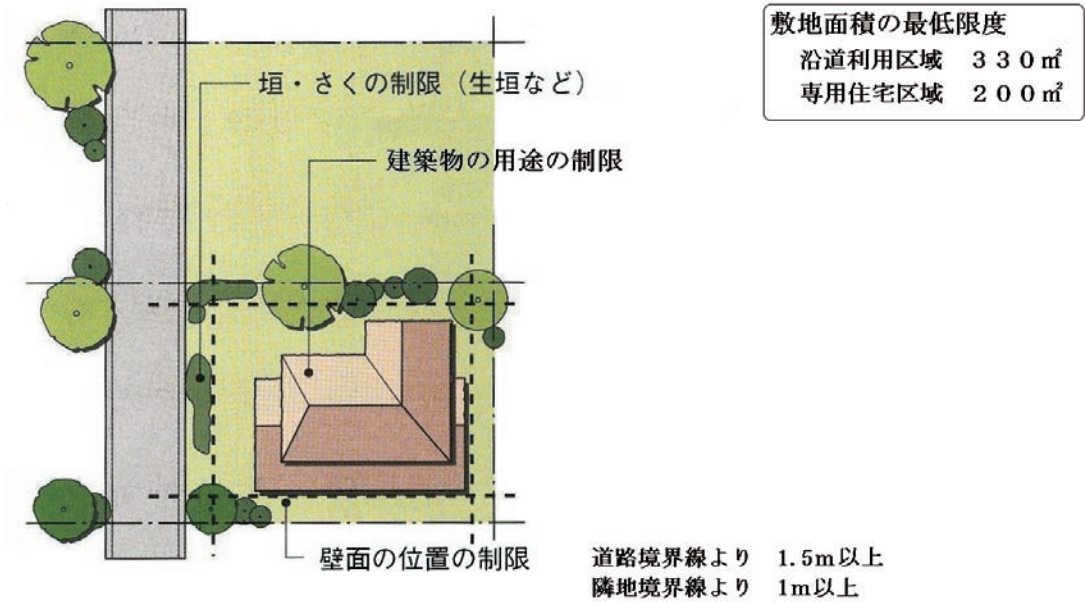 敷地面積の最低限度
沿道利用区域 330㎡
専用住宅区域 200㎡
垣・さくの制限（生垣など）
建築物の用途の制限
壁面の位置の制限
道路境界線より 1.5m以上
隣地境界線より 1m以上